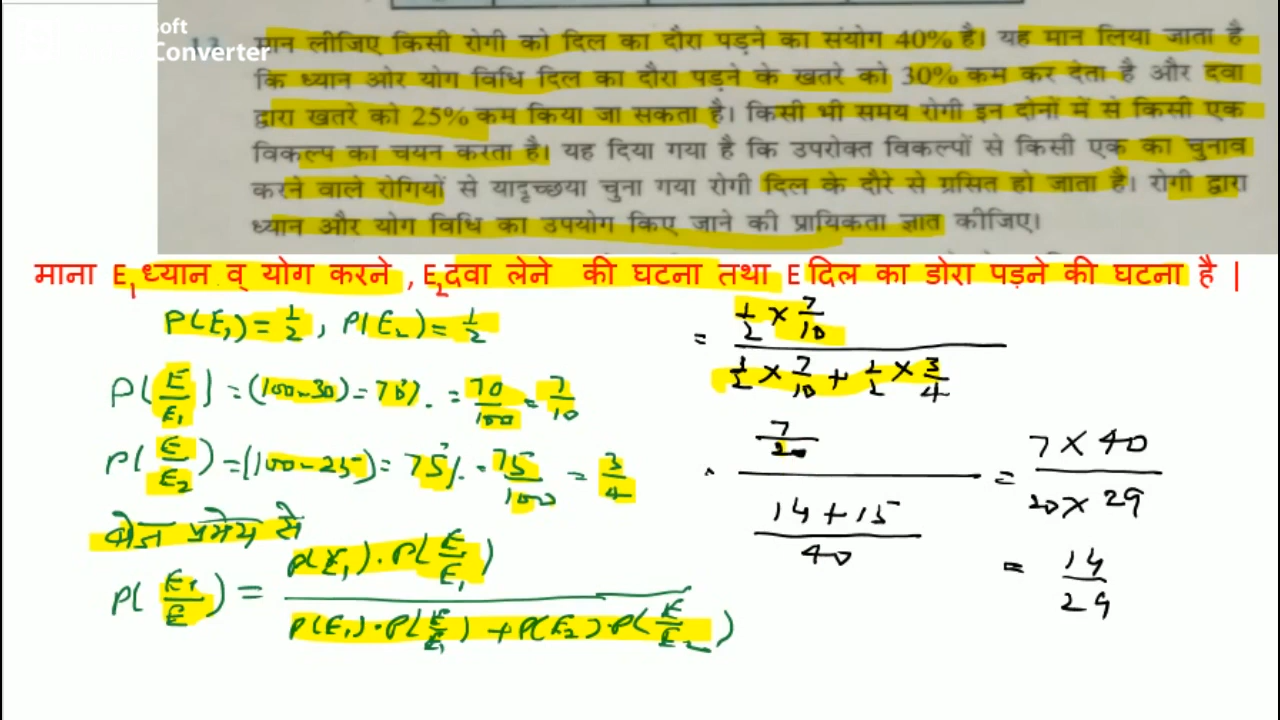 soft
Converter
मान लीजिए किसी रोगी को दिल का दौरा पड़ने का संयोग 40% है। यह मान लिया जाता है
कि ध्यान ओर योग विधि दिल का दौरा पड़ने के खतरे को 30% कम कर देता है और दवा
द्वारा खतरे को 25% कम किया जा सकता है। किसी भी समय रोगी इन दोनों में से किसी एक
विकल्प का चयन करता है। यह दिया गया है कि उपरोक्त विकल्पों से किसी एक का चुनाव
करने वाले रोगियों से यादृच्छया चुना गया रोगी दिल के दौरे से ग्रसित हो जाता है। रोगी द्वारा
ध्यान और योग विधि का उपयोग किए जाने की प्रायिकता ज्ञात कीजिए।
माना E₁ ध्यान व् योग करने , E₂ दवा लेने की घटना तथा E दिल का डोरा पड़ने की घटना है |
P(E₁) = 1/2 , P(E₂) = 1/2
P(E/E₁) = (100-30) = 70% = 70/100 = 7/10
P(E/E₂) = (100-25) = 75% = 75/100 = 3/4
बेज प्रमेय से
P(E₁/E) = P(E₁)·P(E/E₁) / P(E₁)·P(E/E₁) + P(E₂)·P(E/E₂)
= 1/2 × 7/10 / 1/2 × 7/10 + 1/2 × 3/4
7/20 / 14+15/40 = 7 × 40 / 20 × 29
= 14/29